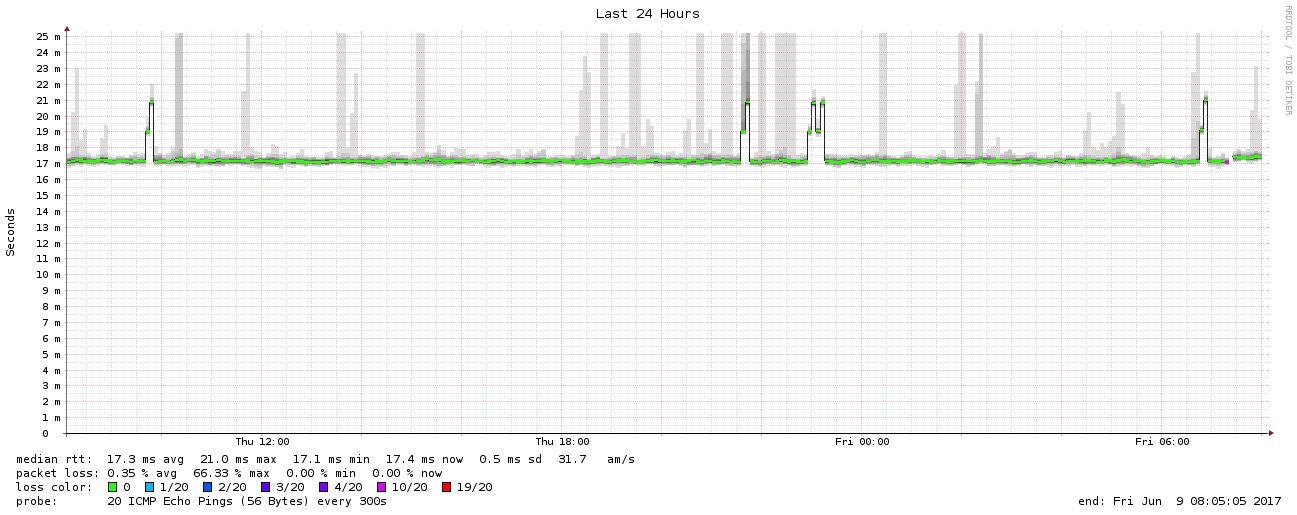 Last 24 Hours
RRDTOOL / TOBI OETIKER
Seconds
25 m
24 m
23 m
22 m
21 m
20 m
19 m
18 m
17 m
16 m
15 m
14 m
13 m
12 m
11 m
10 m
9 m
8 m
7 m
6 m
5 m
4 m
3 m
2 m
1 m
0
Thu 12:00 Thu 18:00 Fri 00:00 Fri 06:00
median rtt: 17.3 ms avg 21.0 ms max 17.1 ms min 17.4 ms now 0.5 ms sd 31.7 am/s
packet loss: 0.35 % avg 66.33 % max 0.00 % min 0.00 % now
loss color: 0 1/20 2/20 3/20 4/20 10/20 19/20
probe: 20 ICMP Echo Pings (56 Bytes) every 300s end: Fri Jun 9 08:05:05 2017